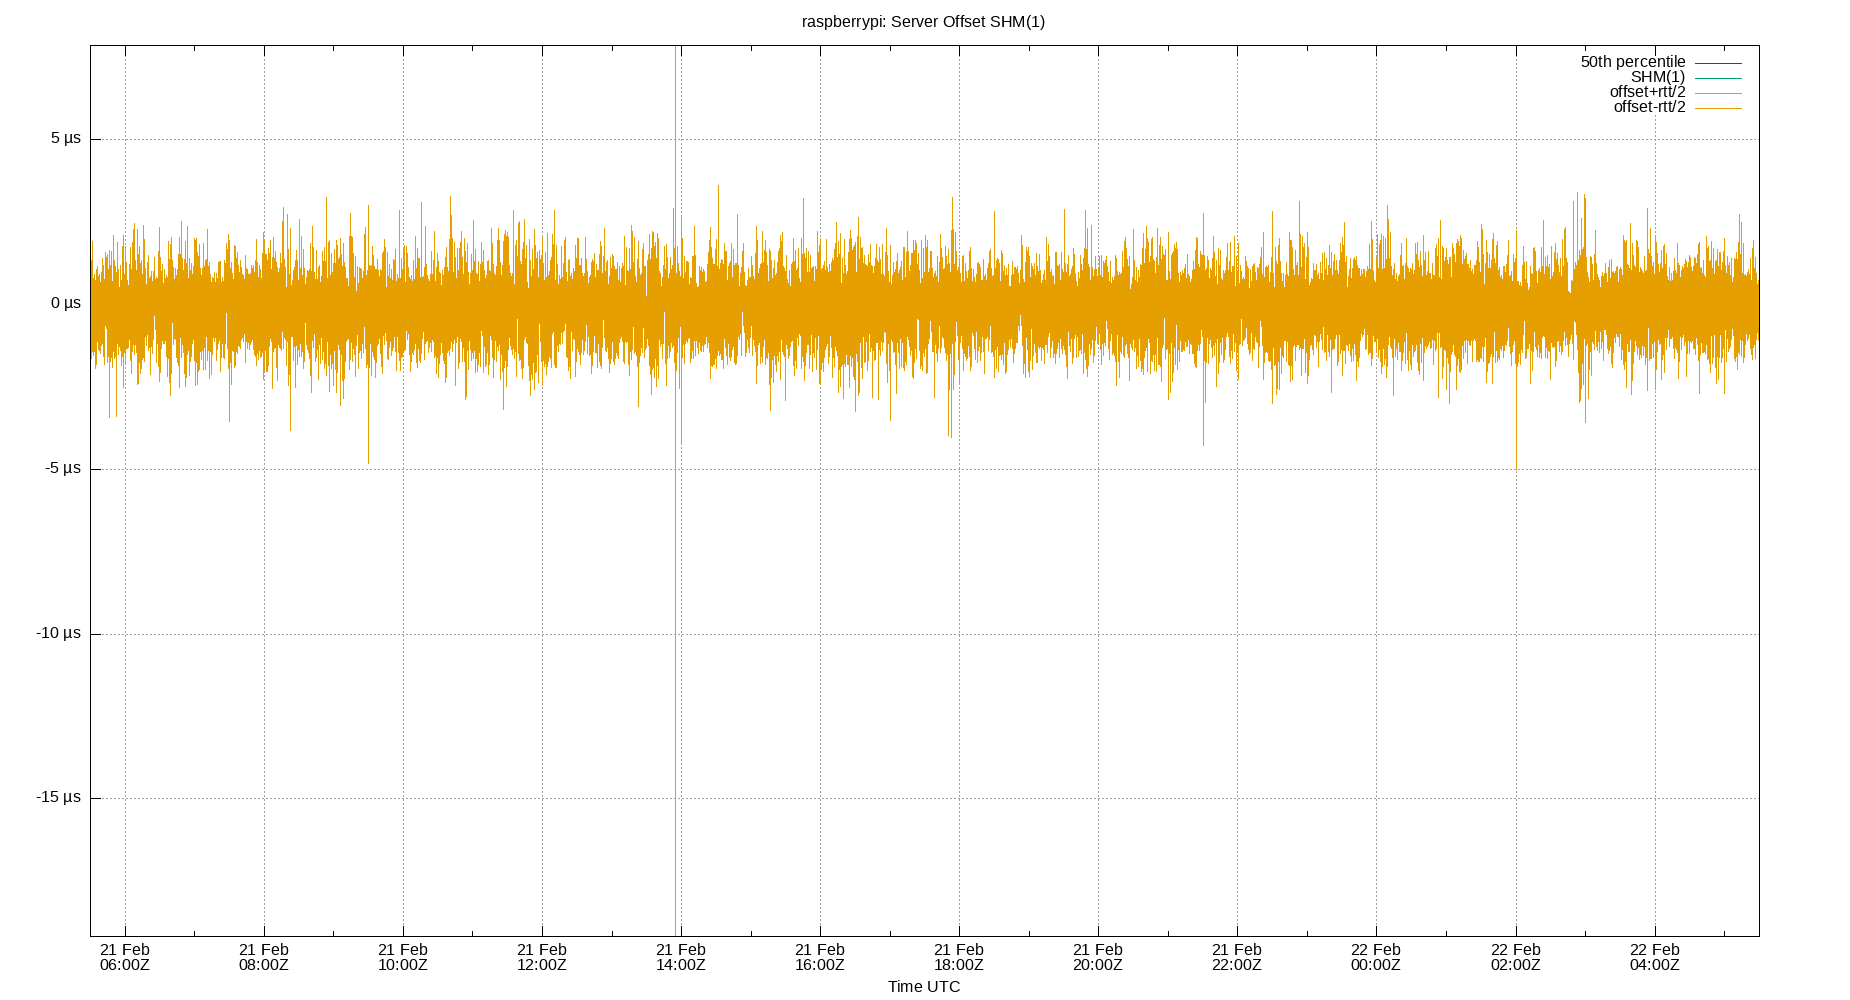 raspberrypi: Server Offset SHM(1)
50th percentile
SHM(1)
offset+rtt/2
offset-rtt/2
5 µs
0 µs
-5 µs
-10 µs
-15 µs
21 Feb 21 Feb 21 Feb 21 Feb 21 Feb 21 Feb 21 Feb 21 Feb 21 Feb 22 Feb 22 Feb 22 Feb
06:00Z 08:00Z 10:00Z 12:00Z 14:00Z 16:00Z 18:00Z 20:00Z 22:00Z 00:00Z 02:00Z 04:00Z
Time UTC